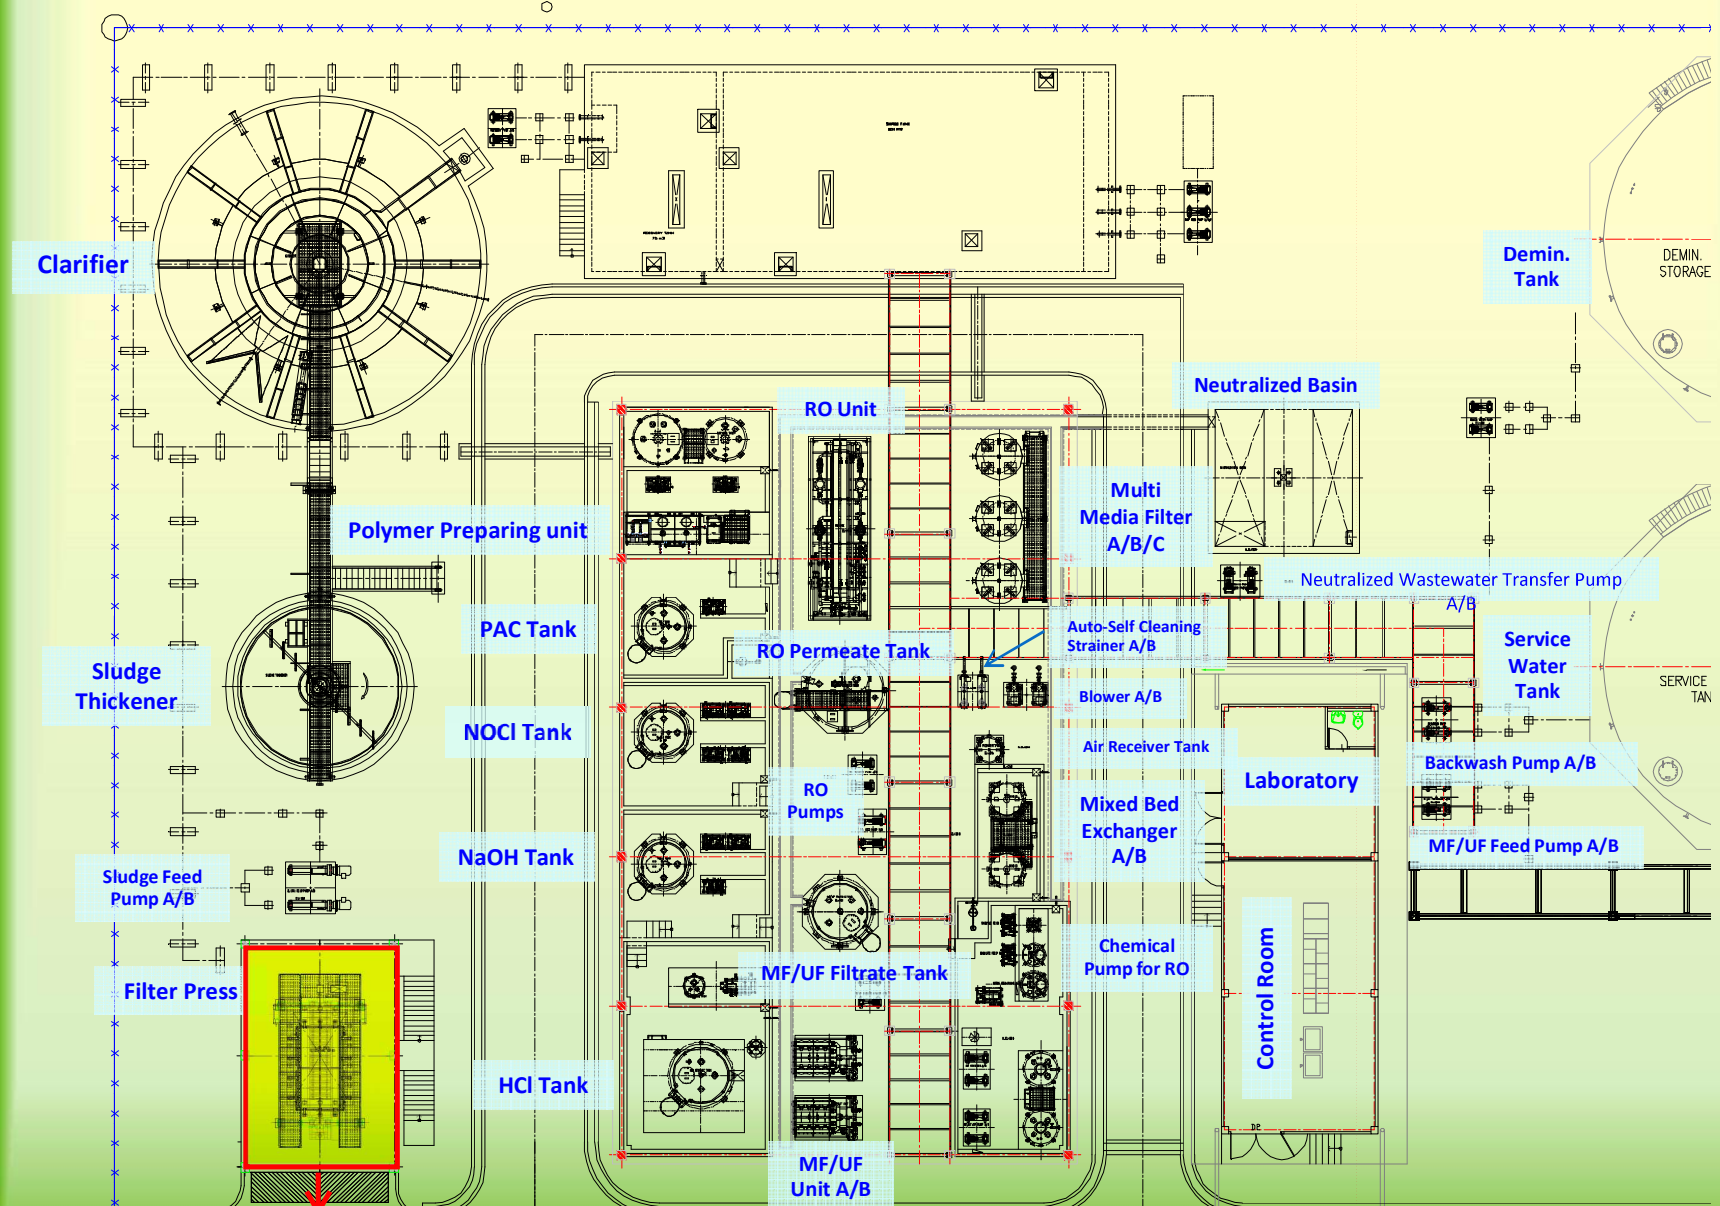 Clarifier
Demin.
Tank
DEMIN.
STORAGE
RO Unit
Neutralized Basin
Multi
Media Filter
A/B/C
Polymer Preparing unit
Neutralized Wastewater Transfer Pump
A/B
PAC Tank
Auto-Self Cleaning
Strainer A/B
RO Permeate Tank
Service
Water
Tank
SERVICE
TAN
Sludge
Thickener
Blower A/B
NOCl Tank
Air Receiver Tank
Backwash Pump A/B
Laboratory
RO
Pumps
Mixed Bed
Exchanger
A/B
MF/UF Feed Pump A/B
NaOH Tank
Sludge Feed
Pump A/B
Chemical
Pump for RO
MF/UF Filtrate Tank
Filter Press
Control Room
HCl Tank
MF/UF
Unit A/B